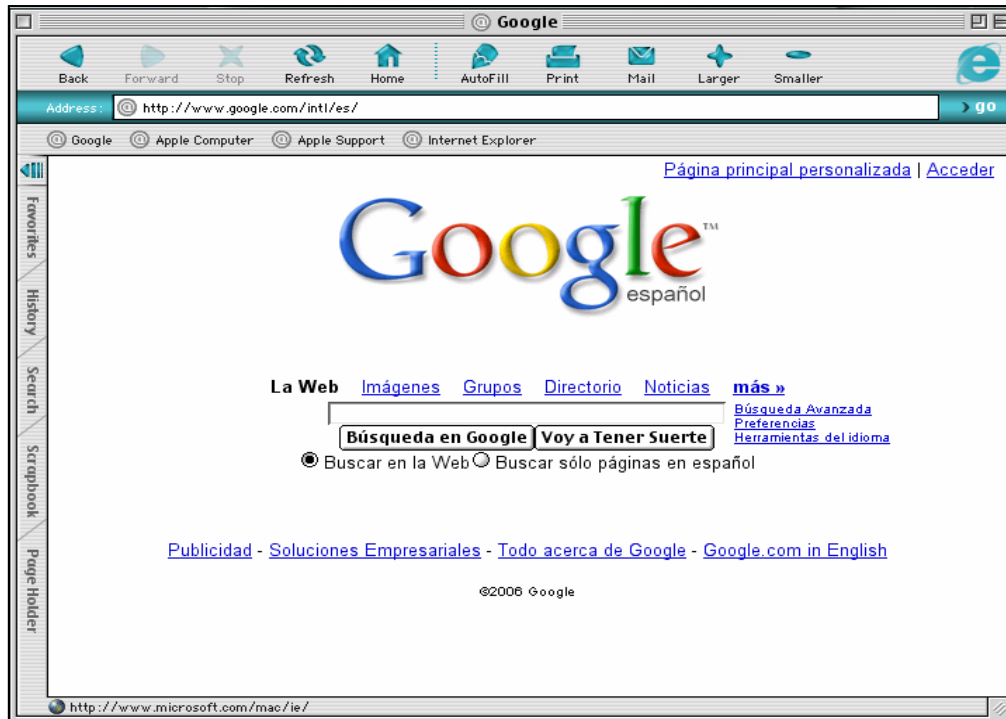 Google
Back Forward Stop Refresh Home AutoFill Print Mail Larger Smaller
Address: http://www.google.com/intl/es/ go
Google Apple Computer Apple Support Internet Explorer
Página principal personalizada | Acceder
Favorites
History
Search
Scrapbook
Page Holder
Google™
español
La Web Imágenes Grupos Directorio Noticias más »
Búsqueda Avanzada
Preferencias
Herramientas del idioma
Búsqueda en Google Voy a Tener Suerte
Buscar en la Web Buscar sólo páginas en español
Publicidad - Soluciones Empresariales - Todo acerca de Google - Google.com in English
©2006 Google
http://www.microsoft.com/mac/ie/